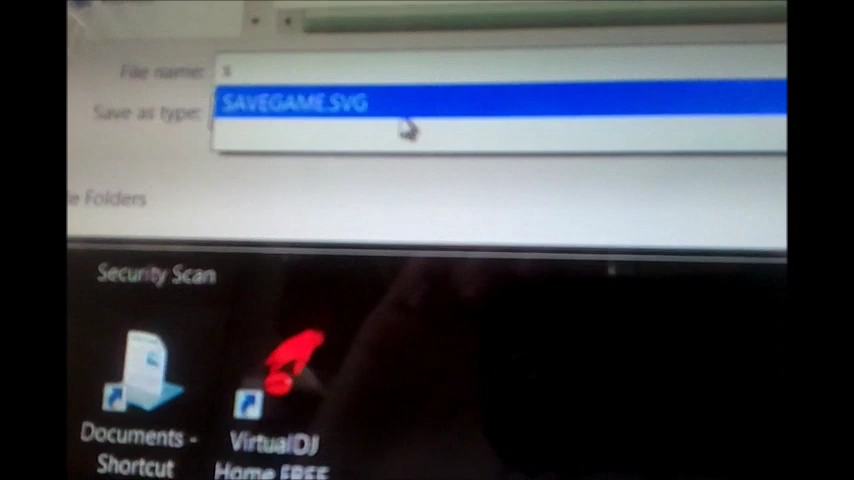 File name: s
SAVEGAME.SVG
Save as type:
e Folders
Security Scan
Documents -
Shortcut
VirtualDJ
Home FREE